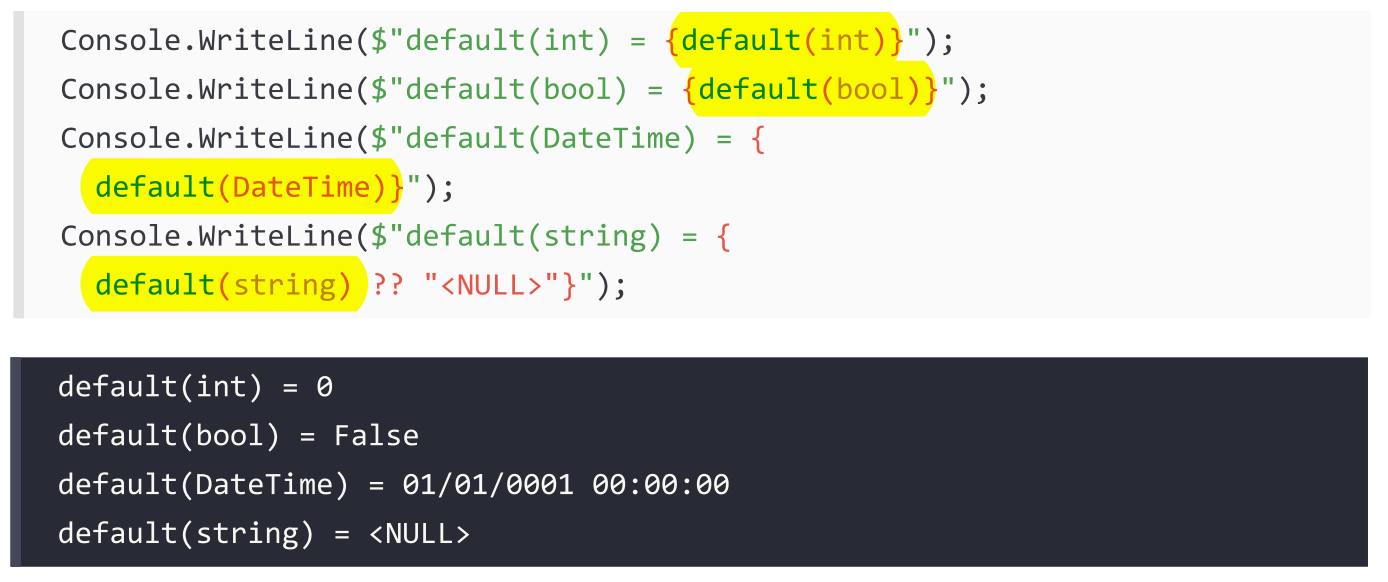 Console.WriteLine($"default(int) = {default(int)}");
Console.WriteLine($"default(bool) = {default(bool)}");
Console.WriteLine($"default(DateTime) = {
default(DateTime)}");
Console.WriteLine($"default(string) = {
default(string) ?? "<NULL>"}");
default(int) = 0
default(bool) = False
default(DateTime) = 01/01/0001 00:00:00
default(string) = <NULL>